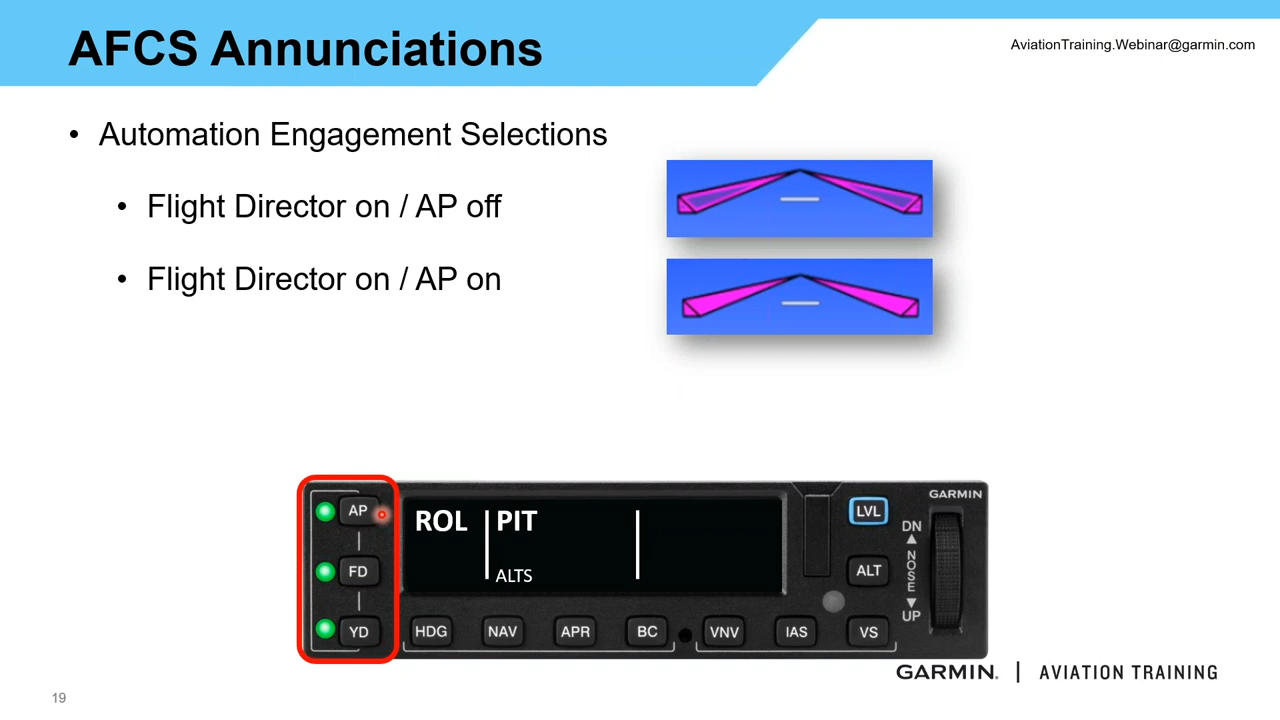 AFCS Annunciations
AviationTraining.Webinar@garmin.com
• Automation Engagement Selections
• Flight Director on / AP off
• Flight Director on / AP on
GARMIN
AP
ROL
PIT
LVL
DN
FD
ALTS
ALT
NOSE
UP
YD
HDG
NAV
APR
BC
VNV
IAS
VS
GARMIN. | AVIATION TRAINING
19